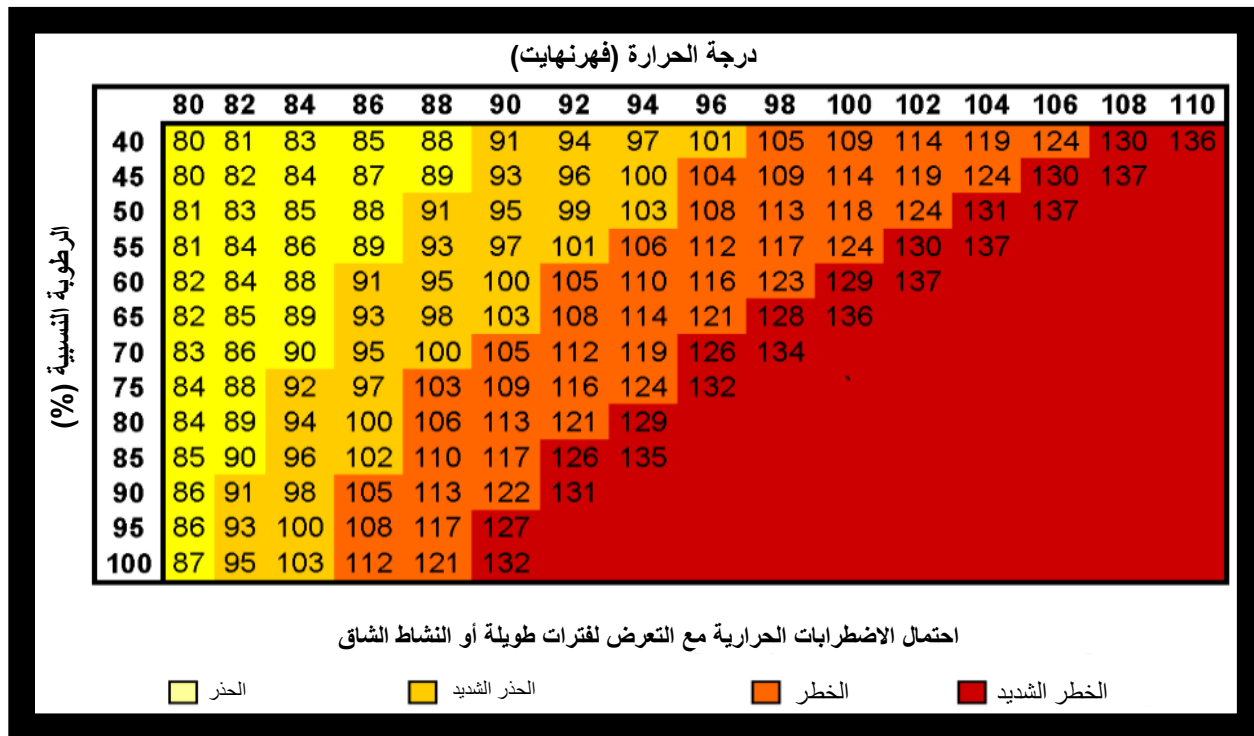 درجة الحرارة (فهرنهايت)
80 82 84 86 88 90 92 94 96 98 100 102 104 106 108 110
الرطوبة النسبية (%)
40 80 81 83 85 88 91 94 97 101 105 109 114 119 124 130 136
45 80 82 84 87 89 93 96 100 104 109 114 119 124 130 137
50 81 83 85 88 91 95 99 103 108 113 118 124 131 137
55 81 84 86 89 93 97 101 106 112 117 124 130 137
60 82 84 88 91 95 100 105 110 116 123 129 137
65 82 85 89 93 98 103 108 114 121 128 136
70 83 86 90 95 100 105 112 119 126 134
75 84 88 92 97 103 109 116 124 132
80 84 89 94 100 106 113 121 129
85 85 90 96 102 110 117 126 135
90 86 91 98 105 113 122 131
95 86 93 100 108 117 127
100 87 95 103 112 121 132
احتمال الاضطرابات الحرارية مع التعرض لفترات طويلة أو النشاط الشاق
الخطر الشديد الخطر الحذر الشديد الحذر